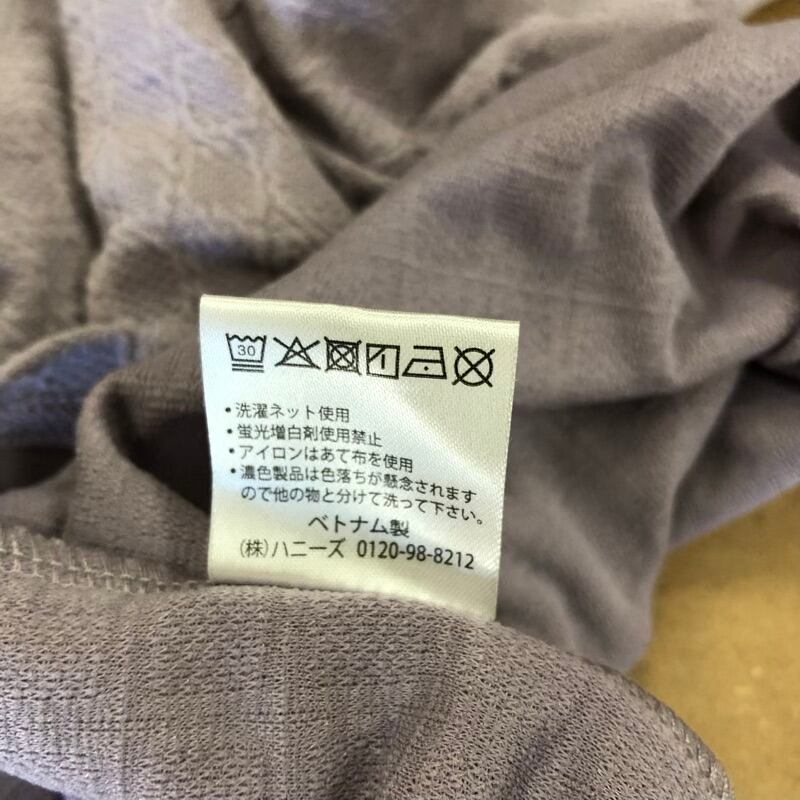 30
・洗濯ネット使用
・蛍光増白剤使用禁止
・アイロンはあて布を使用
・濃色製品は色落ちが懸念されます
ので他の物と分けて洗って下さい。
ベトナム製
(株)ハニーズ 0120-98-8212